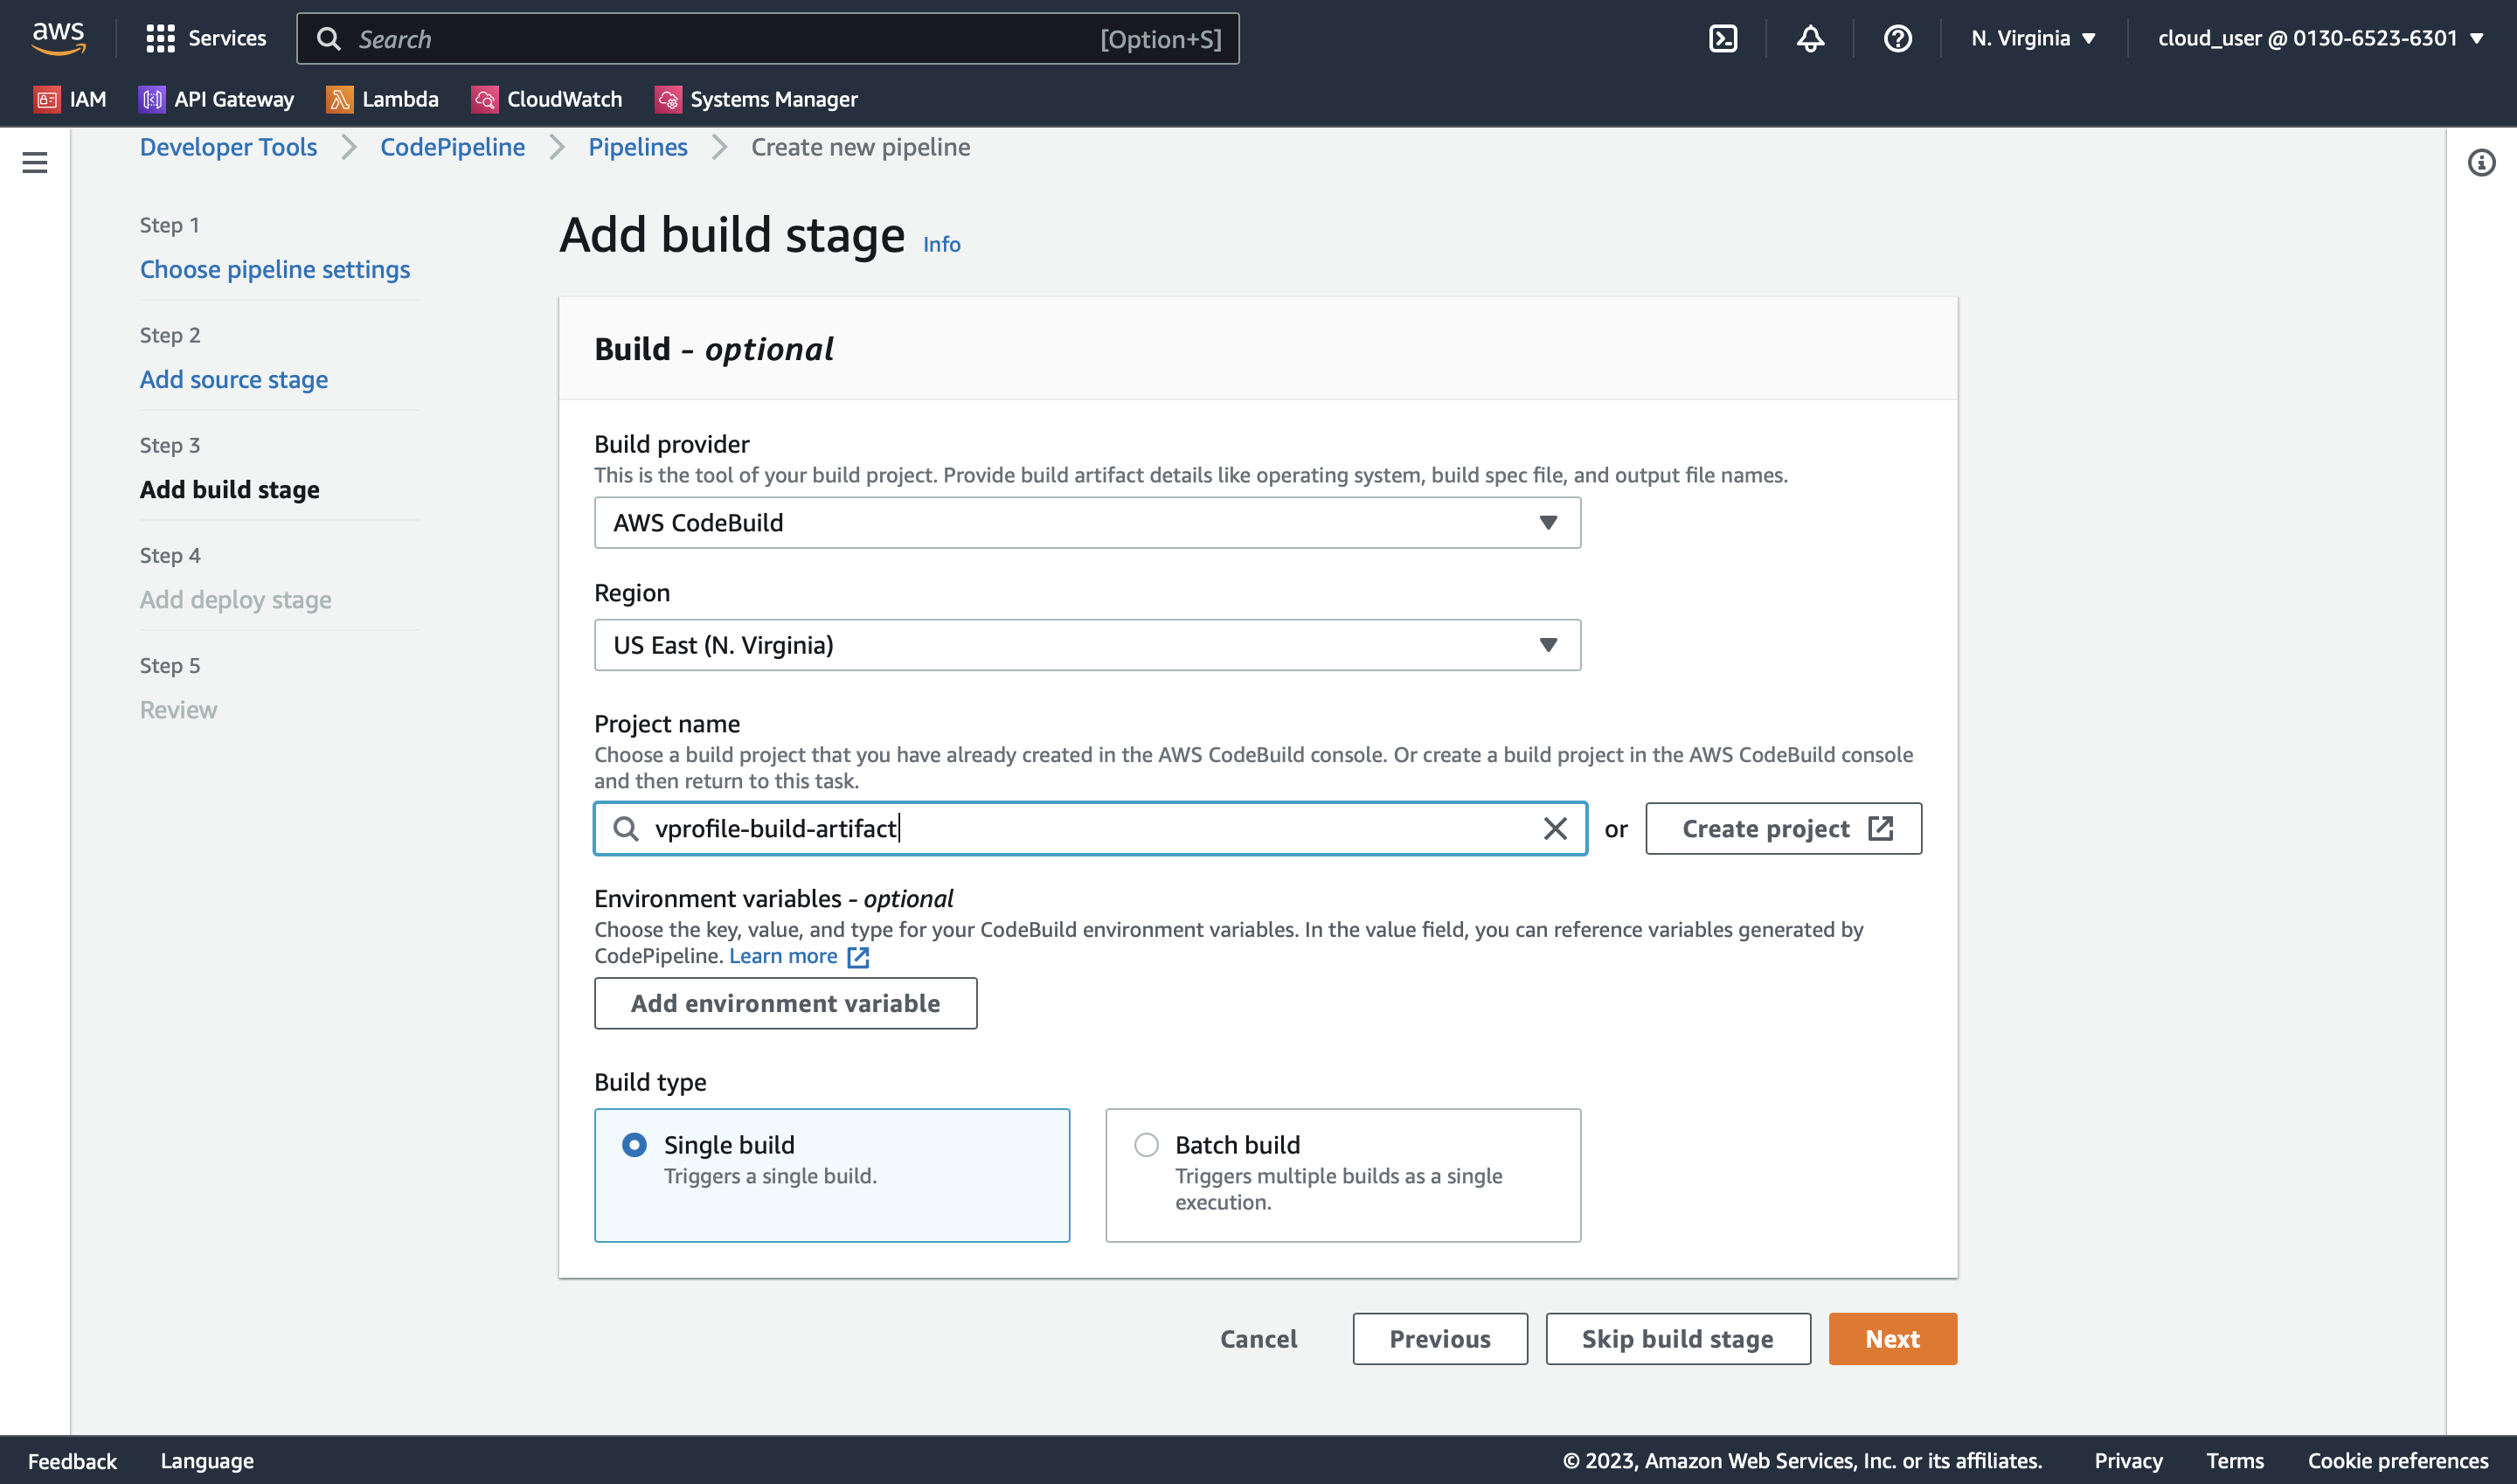 aws
Services
Search
[Option+S]
N. Virginia
cloud_user @ 0130-6523-6301
IAM
API Gateway
Lambda
CloudWatch
Systems Manager
Developer Tools
CodePipeline
Pipelines
Create new pipeline
Step 1
Choose pipeline settings
Step 2
Add source stage
Step 3
Add build stage
Step 4
Add deploy stage
Step 5
Review
Add build stage Info
Build - optional
Build provider
This is the tool of your build project. Provide build artifact details like operating system, build spec file, and output file names.
AWS CodeBuild
Region
US East (N. Virginia)
Project name
Choose a build project that you have already created in the AWS CodeBuild console. Or create a build project in the AWS CodeBuild console
and then return to this task.
vprofile-build-artifact
or
Create project
Environment variables - optional
Choose the key, value, and type for your CodeBuild environment variables. In the value field, you can reference variables generated by
CodePipeline. Learn more
Add environment variable
Build type
Single build
Triggers a single build.
Batch build
Triggers multiple builds as a single
execution.
Cancel
Previous
Skip build stage
Next
Feedback
Language
© 2023, Amazon Web Services, Inc. or its affiliates.
Privacy
Terms
Cookie preferences